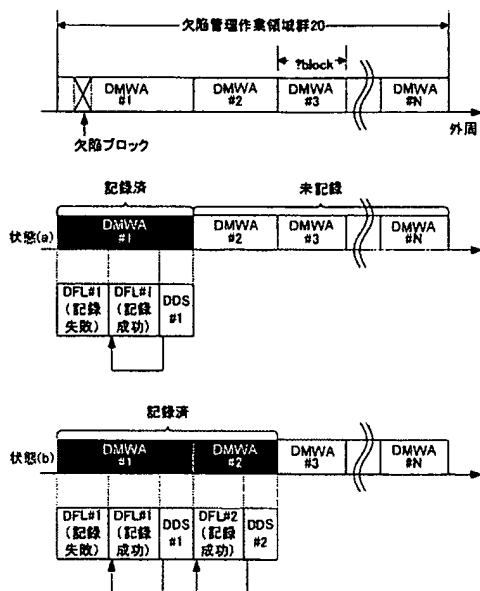 欠陥管理作業領域群20
?block
DMWA #1
DMWA #2
DMWA #3
DMWA #N
外周
欠陥ブロック
記録済
未記録
状態(a)
DMWA #1
DMWA #2
DMWA #3
DMWA #N
DFL#1 (記録失敗)
DFL#1 (記録成功)
DDS #1
記録済
状態(b)
DMWA #1
DMWA #2
DMWA #3
DMWA #N
DFL#1 (記録失敗)
DFL#1 (記録成功)
DDS #1
DFL#2 (記録成功)
DDS #2